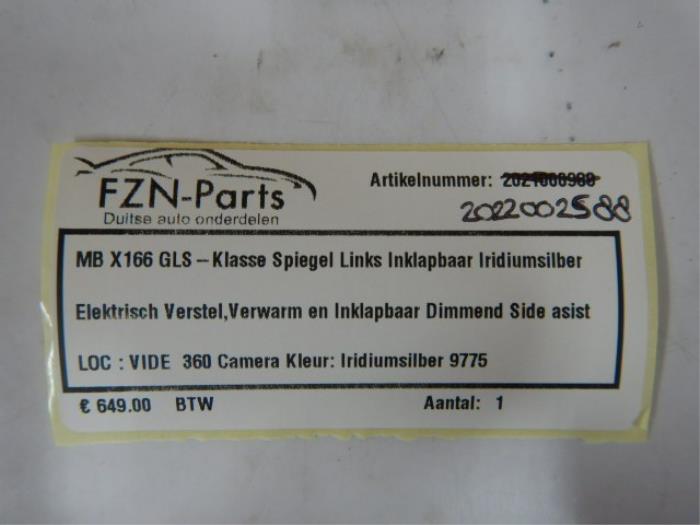 FZN-Parts
Duitse auto onderdelen
Artikelnummer: 2021000980
2022002588
MB X166 GLS – Klasse Spiegel Links Inklapbaar Iridiumsilber
Elektrisch Verstel,Verwarm en Inklapbaar Dimmend Side asist
LOC : VIDE 360 Camera Kleur: Iridiumsilber 9775
€ 649.00 BTW Aantal: 1